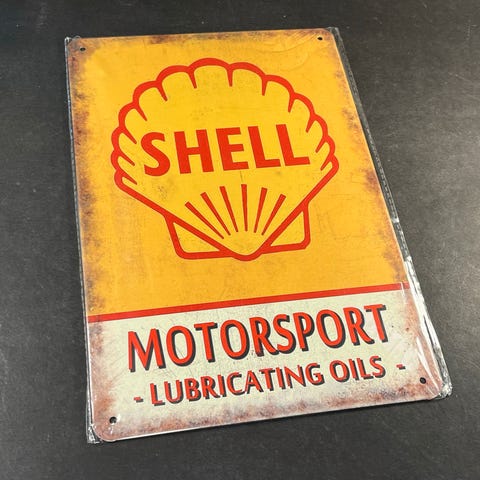 SHELL
MOTORSPORT
- LUBRICATING OILS -